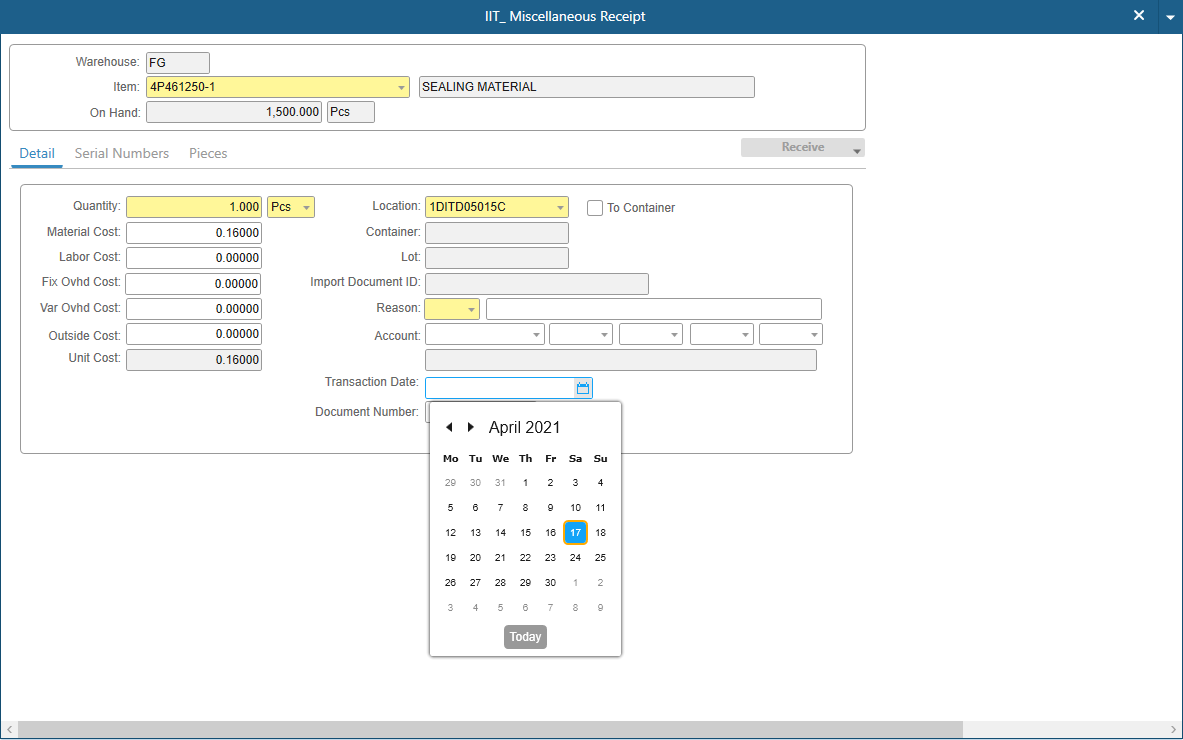 IIT_ Miscellaneous Receipt
Warehouse: FG
Item: 4P461250-1 SEALING MATERIAL
On Hand: 1,500.000 Pcs
Detail Serial Numbers Pieces Receive
Quantity: 1.000 Pcs Location: 1DITD05015C To Container
Material Cost: 0.16000 Container:
Labor Cost: 0.00000 Lot:
Fix Ovhd Cost: 0.00000 Import Document ID:
Var Ovhd Cost: 0.00000 Reason:
Outside Cost: 0.00000 Account:
Unit Cost: 0.16000
Transaction Date:
Document Number:
April 2021
Mo Tu We Th Fr Sa Su
29 30 31 1 2 3 4
5 6 7 8 9 10 11
12 13 14 15 16 17 18
19 20 21 22 23 24 25
26 27 28 29 30 1 2
3 4 5 6 7 8 9
Today